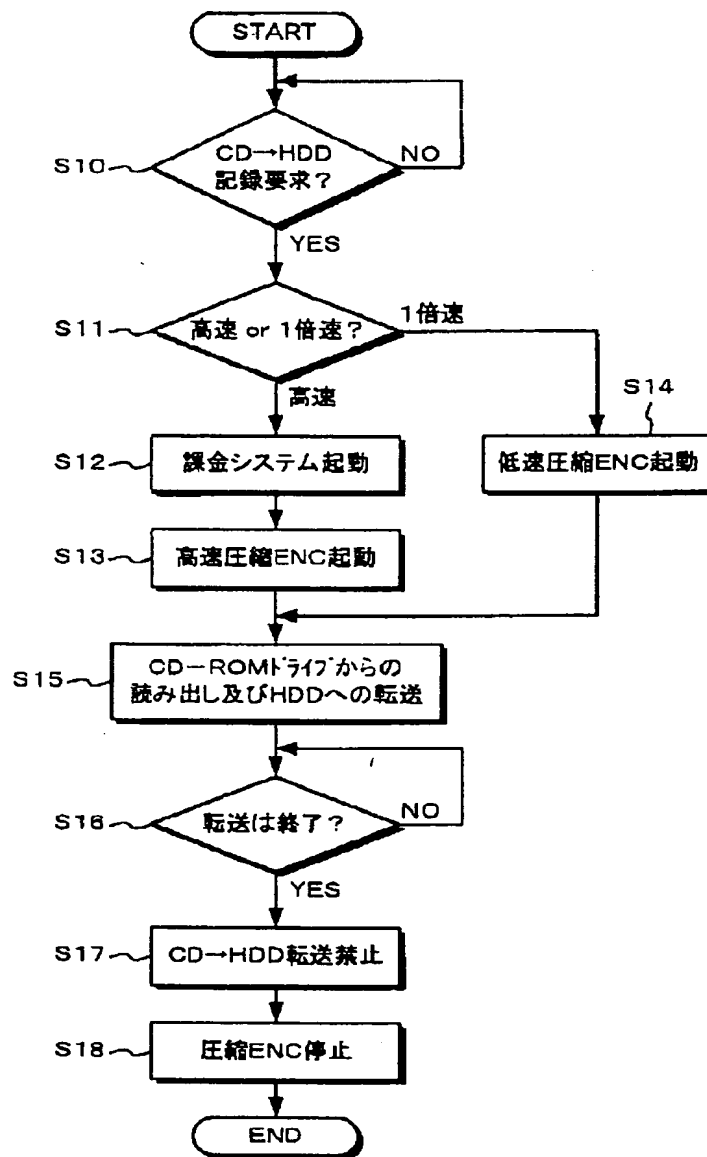 START
S10
CD→HDD
記録要求?
NO
YES
S11
高速 or 1倍速?
1倍速
高速
S14
S12
課金システム起動
低速圧縮ENC起動
S13
高速圧縮ENC起動
S15
CD-ROMドライブからの
読み出し及びHDDへの転送
S16
転送は終了?
NO
YES
S17
CD→HDD転送禁止
S18
圧縮ENC停止
END